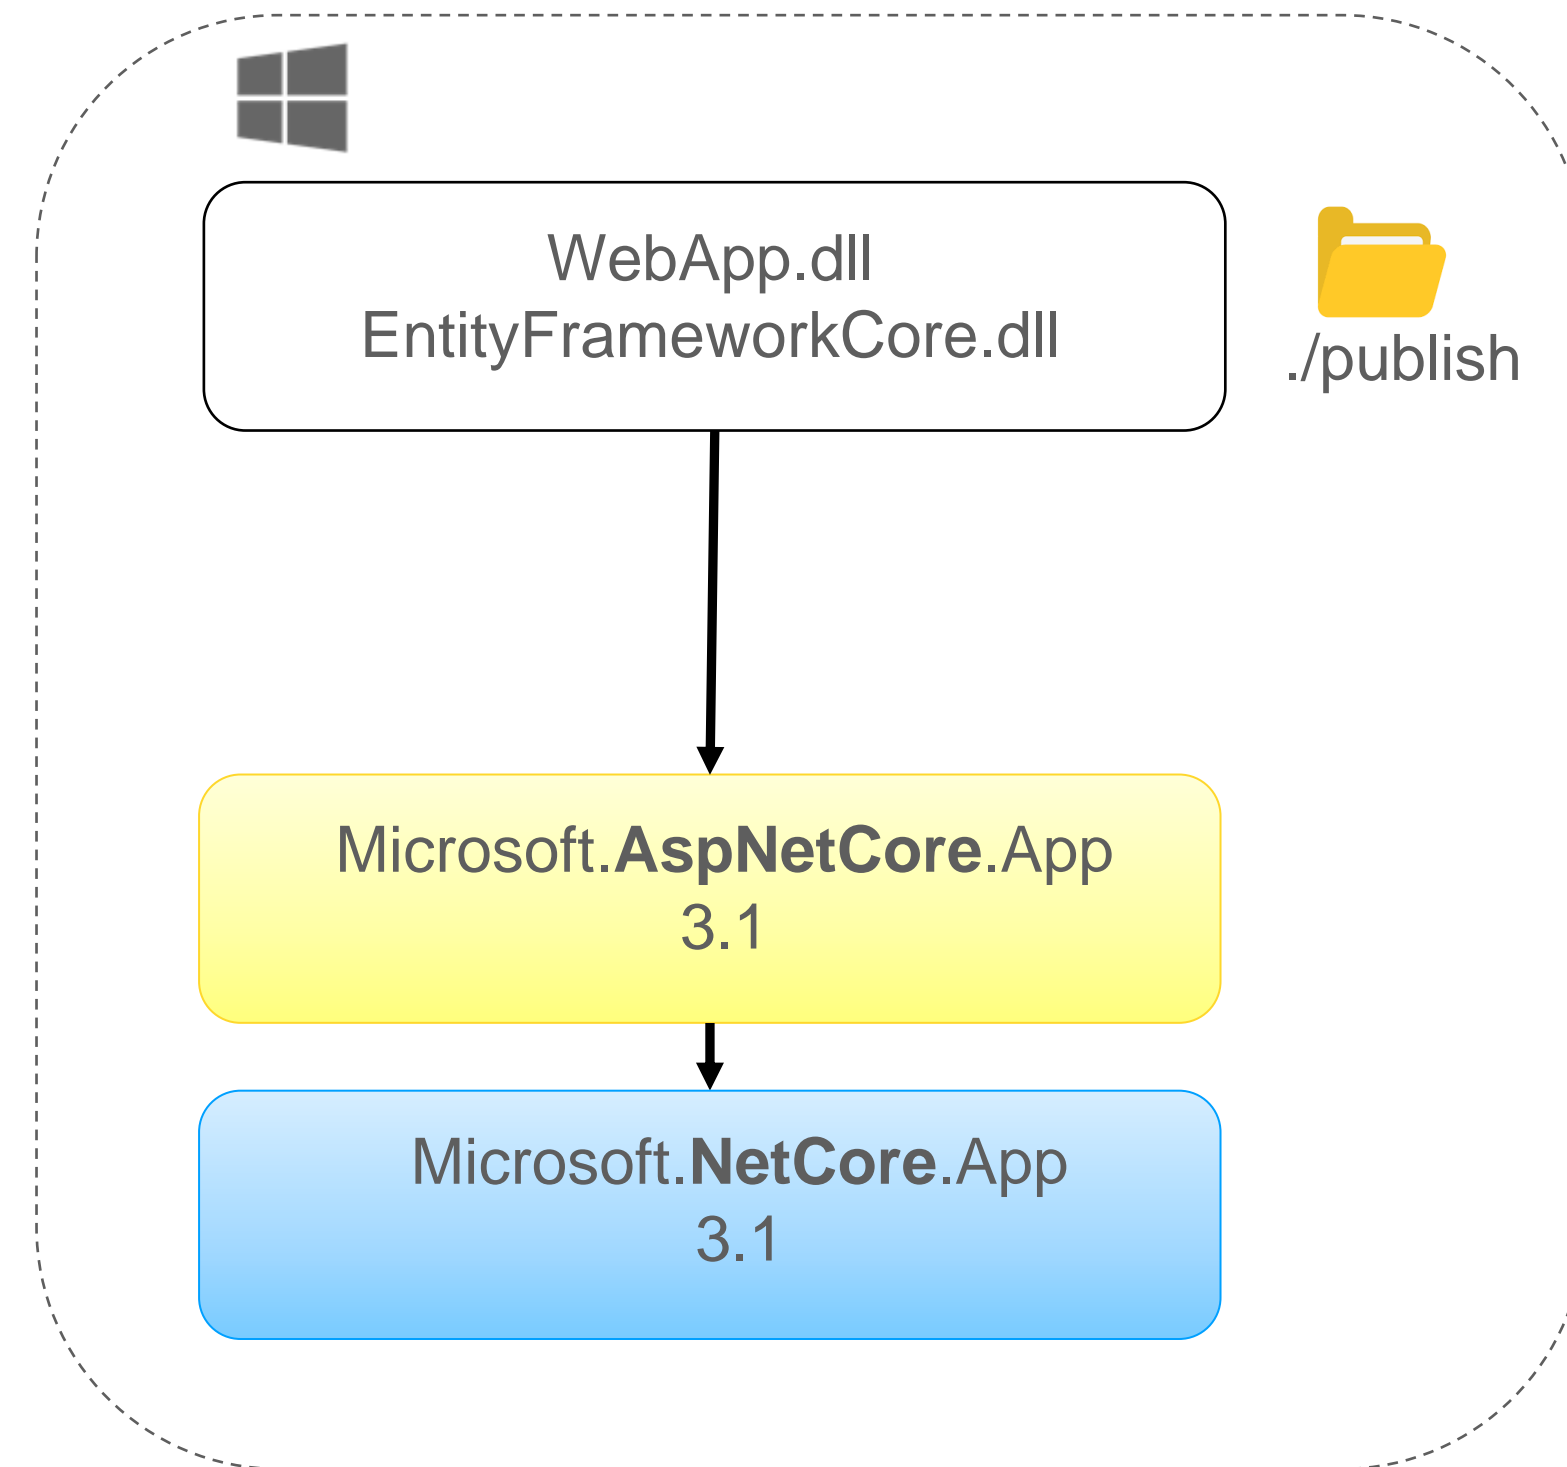 WebApp.dll
EntityFrameworkCore.dll
./publish
Microsoft.AspNetCore.App
3.1
Microsoft.NetCore.App
3.1